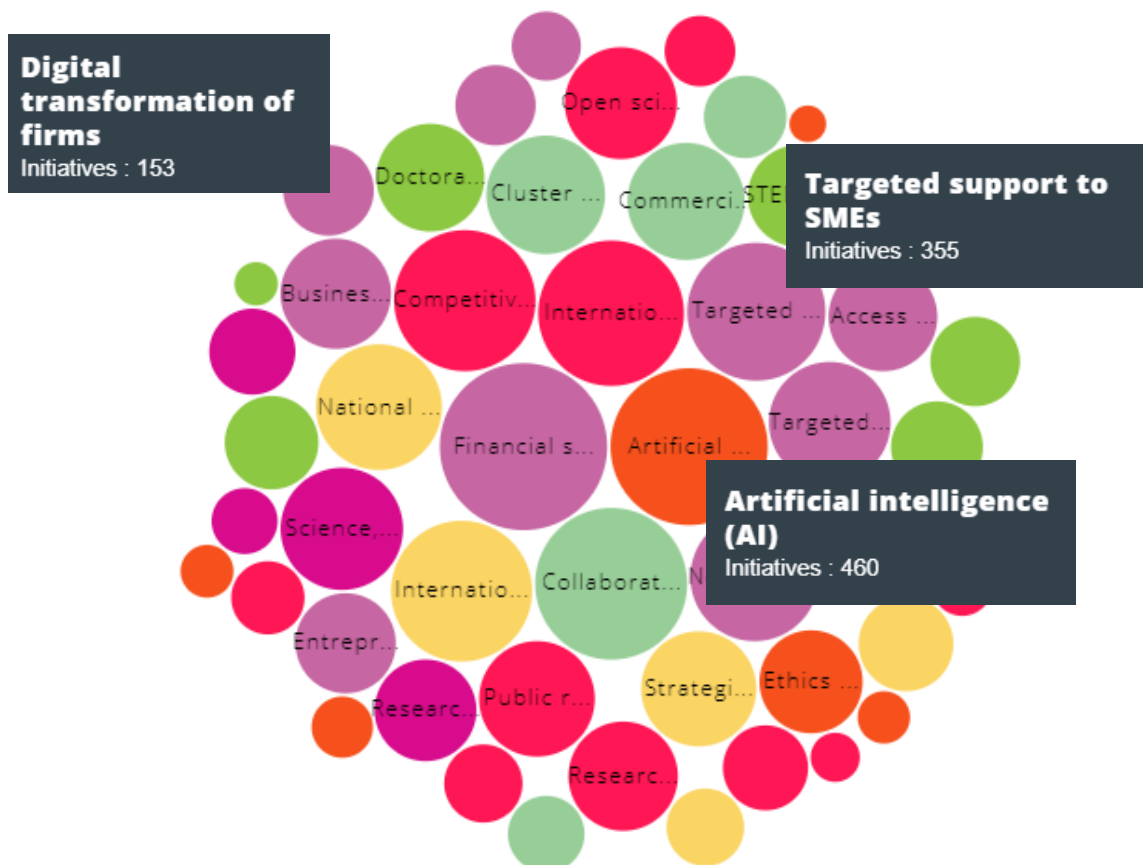 Digital
transformation of
firms
Initiatives : 153
Open sci...
Doctora...
Cluster ...
Commerci...
STE
Targeted support to
SMEs
Initiatives : 355
Busines...
Competitiv...
Internatio...
Targeted ...
Access ...
National ...
Financial s...
Artificial ...
Targeted...
Artificial intelligence
(AI)
Initiatives : 460
Science,...
Internatio...
Collaborat...
N
Entrepr...
Researc...
Public r...
Strategi...
Ethics ...
Researc...